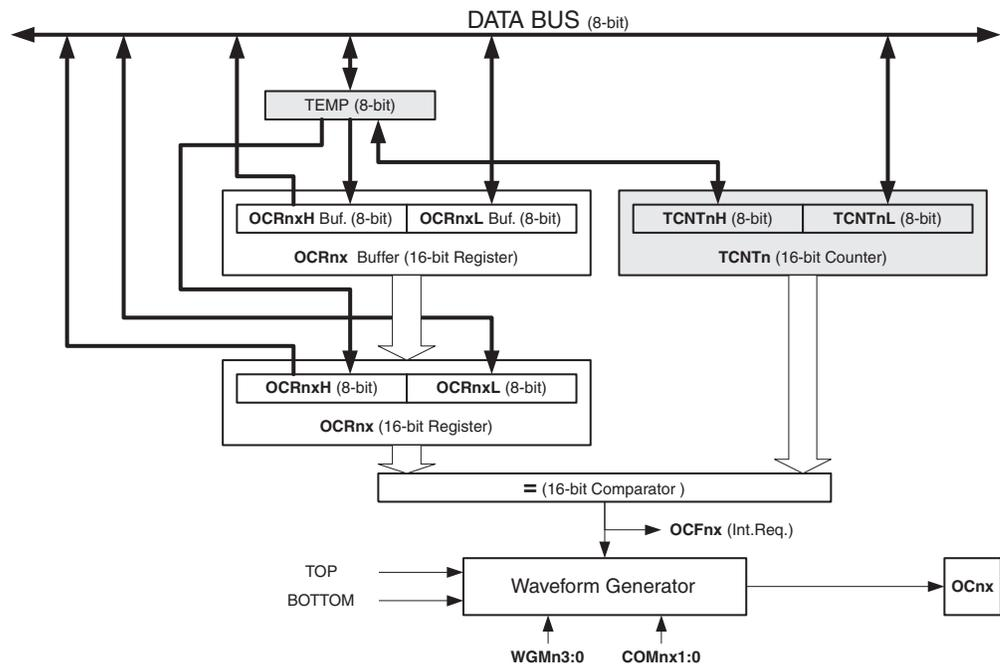 DATA BUS (8-bit)
TEMP (8-bit)
OCRnxH Buf. (8-bit) OCRnxL Buf. (8-bit)
OCRnx Buffer (16-bit Register)
TCNTnH (8-bit) TCNTnL (8-bit)
TCNTn (16-bit Counter)
OCRnxH (8-bit) OCRnxL (8-bit)
OCRnx (16-bit Register)
= (16-bit Comparator )
OCFnx (Int.Req.)
TOP
BOTTOM
Waveform Generator
OCnx
WGMn3:0 COMnx1:0